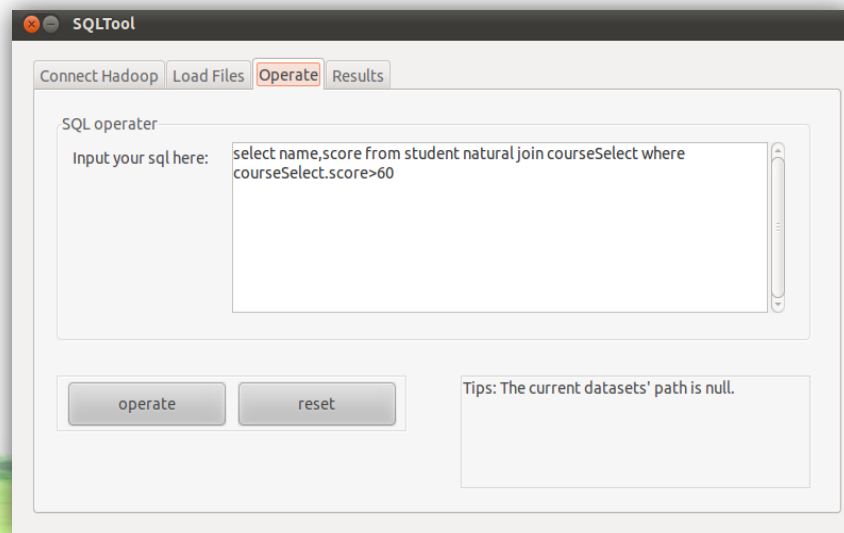 SQLTool
Connect Hadoop Load Files Operate Results
SQL operater
Input your sql here:
select name,score from student natural join courseSelect where
courseSelect.score>60
operate reset
Tips: The current datasets' path is null.